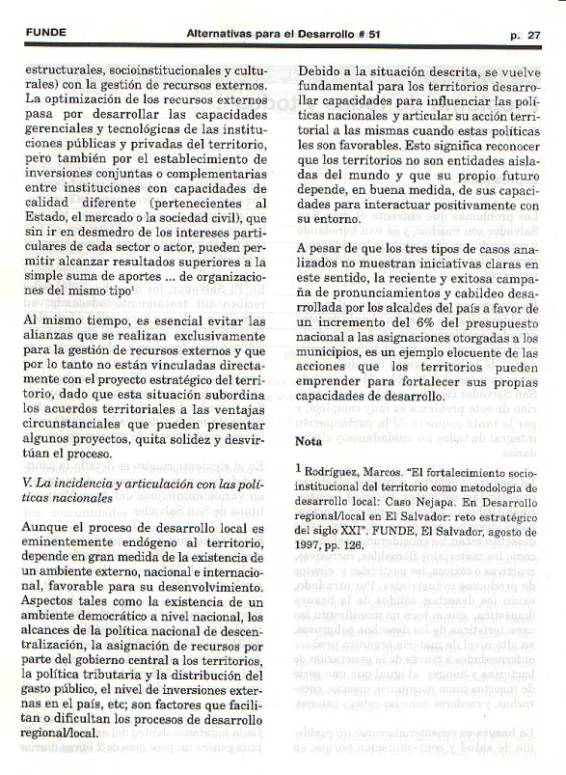 FUNDE Alternativas para el Desarrollo # 51 p. 27
estructurales, socioinstitucionales y cultu-
rales) con la gestión de recursos externos.
La optimización de los recursos externos
pasa por desarrollar las capacidades
gerenciales y tecnológicas de las institu-
ciones públicas y privadas del territorio,
pero también por el establecimiento de
inversiones conjuntas o complementarias
entre instituciones con capacidades de
calidad diferente (pertenecientes al
Estado, el mercado o la sociedad civil), que
sin ir en desmedro de los intereses parti-
culares de cada sector o actor, pueden per-
mitir alcanzar resultados superiores a la
simple suma de aportes ... de organizacio-
nes del mismo tipo¹
Al mismo tiempo, es esencial evitar las
alianzas que se realizan exclusivamente
para la gestión de recursos externos y que
por lo tanto no están vinculadas directa-
mente con el proyecto estratégico del terri-
torio, dado que esta situación subordina
los acuerdos territoriales a las ventajas
circunstanciales que pueden presentar
algunos proyectos, quita solidez y desvir-
túan el proceso.
V. La incidencia y articulación con las polí-
ticas nacionales
Aunque el proceso de desarrollo local es
eminentemente endógeno al territorio,
depende en gran medida de la existencia de
un ambiente externo, nacional e internacio-
nal, favorable para su desenvolvimiento.
Aspectos tales como la existencia de un
ambiente democrático a nivel nacional, los
alcances de la política nacional de descen-
tralización, la asignación de recursos por
parte del gobierno central a los territorios,
la política tributaria y la distribución del
gasto público, el nivel de inversiones exter-
nas en el país, etc; son factores que facili-
tan o dificultan los procesos de desarrollo
regional/local.
Debido a la situación descrita, se vuelve
fundamental para los territorios desarro-
llar capacidades para influenciar las polí-
ticas nacionales y articular su acción terri-
torial a las mismas cuando estas políticas
les son favorables. Esto significa reconocer
que los territorios no son entidades aisla-
das del mundo y que su propio futuro
depende, en buena medida, de sus capaci-
dades para interactuar positivamente con
su entorno.
A pesar de que los tres tipos de casos ana-
lizados no muestran iniciativas claras en
este sentido, la reciente y exitosa campa-
ña de pronunciamientos y cabildeo desa-
rrollada por los alcaldes del país a favor de
un incremento del 6% del presupuesto
nacional a las asignaciones otorgadas a los
municipios, es un ejemplo elocuente de las
acciones que los territorios pueden
emprender para fortalecer sus propias
capacidades de desarrollo.
Nota
1 Rodríguez, Marcos. “El fortalecimiento socio-
institucional del territorio como metodología de
desarrollo local: Caso Nejapa. En Desarrollo
regional/local en El Salvador: reto estratégico
del siglo XXI”. FUNDE, El Salvador, agosto de
1997, pp. 126.